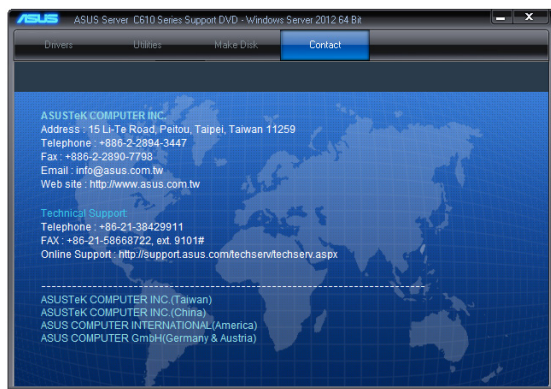 ASUS ASUS Server C610 Series Support DVD - Windows Server 2012 64 Bit
Drivers Utilities Make Disk Contact
ASUSTeK COMPUTER INC.
Address : 15 Li-Te Road, Peitou, Taipei, Taiwan 11259
Telephone : +886-2-2894-3447
Fax : +886-2-2890-7798
Email : info@asus.com.tw
Web site : http://www.asus.com.tw
Technical Support
Telephone : +86-21-38429911
FAX : +86-21-58668722, ext. 9101#
Online Support : http://support.asus.com/techserv/techserv.aspx
ASUSTeK COMPUTER INC.(Taiwan)
ASUSTeK COMPUTER INC.(China)
ASUS COMPUTER INTERNATIONAL(America)
ASUS COMPUTER GmbH(Germany & Austria)